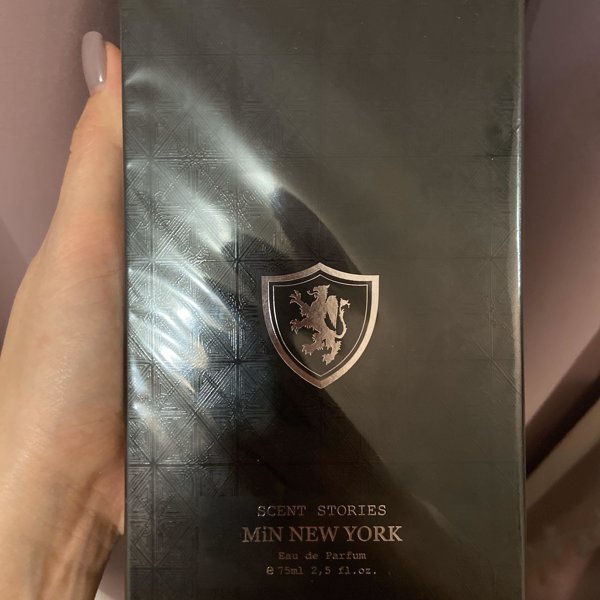 SCENT STORIES
MiN NEW YORK
Eau de Parfum
℮ 75ml 2,5 fl.oz.